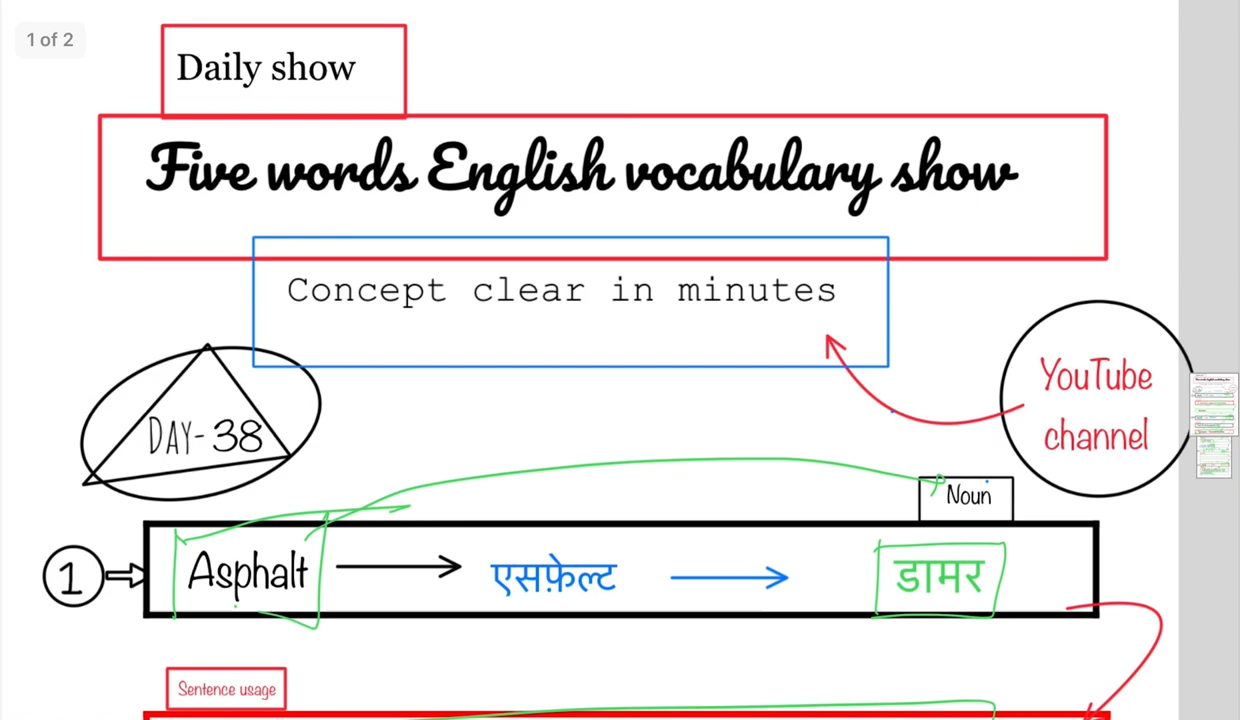 1 of 2
Daily show
Five words English vocabulary show
Concept clear in minutes
YouTube
channel
DAY-38
Noun
1
Asphalt
एसफ़ेल्ट
डामर
Sentence usage